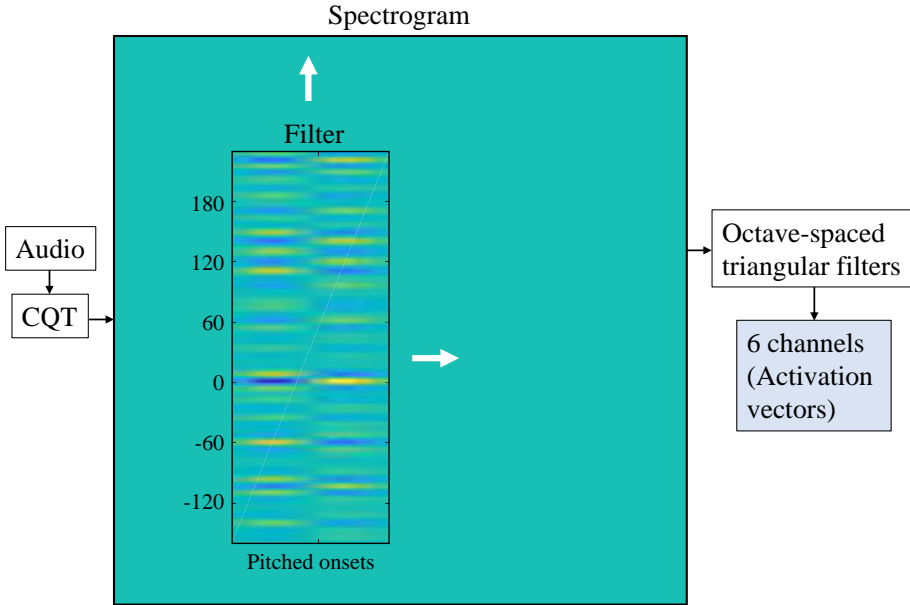 Spectrogram
Filter
180
120
60
0
-60
-120
Pitched onsets
Audio
CQT
Octave-spaced
triangular filters
6 channels
(Activation
vectors)